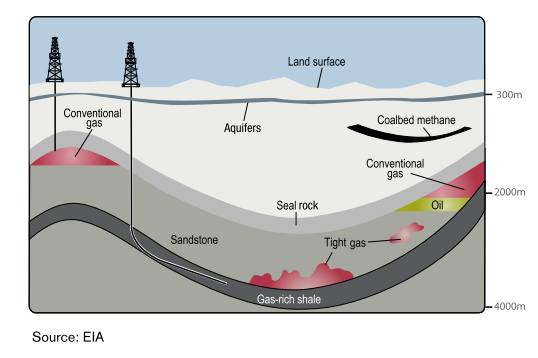 Land surface
300m
Conventional
gas
Aquifers
Coalbed methane
Conventional
gas
2000m
Seal rock
Oil
Sandstone
Tight gas
Gas-rich shale
4000m
Source: EIA